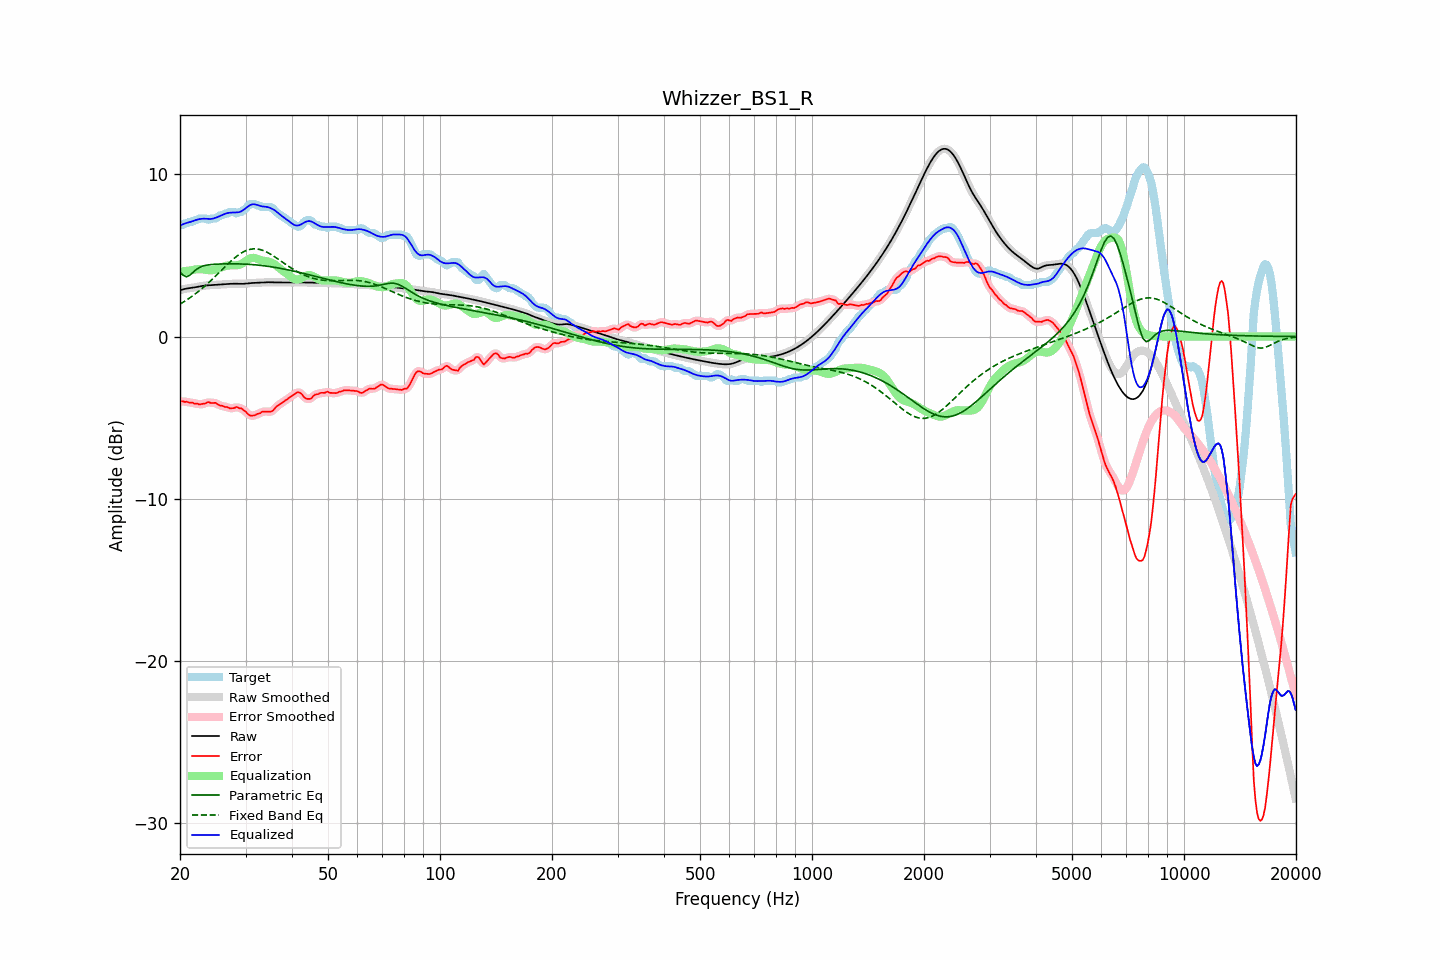 Whizzer_BS1_R
Amplitude (dBr)
10
0
−10
−20
−30
Target
Raw Smoothed
Error Smoothed
Raw
Error
Equalization
Parametric Eq
Fixed Band Eq
Equalized
20 50 100 200 500 1000 2000 5000 10000 20000
Frequency (Hz)